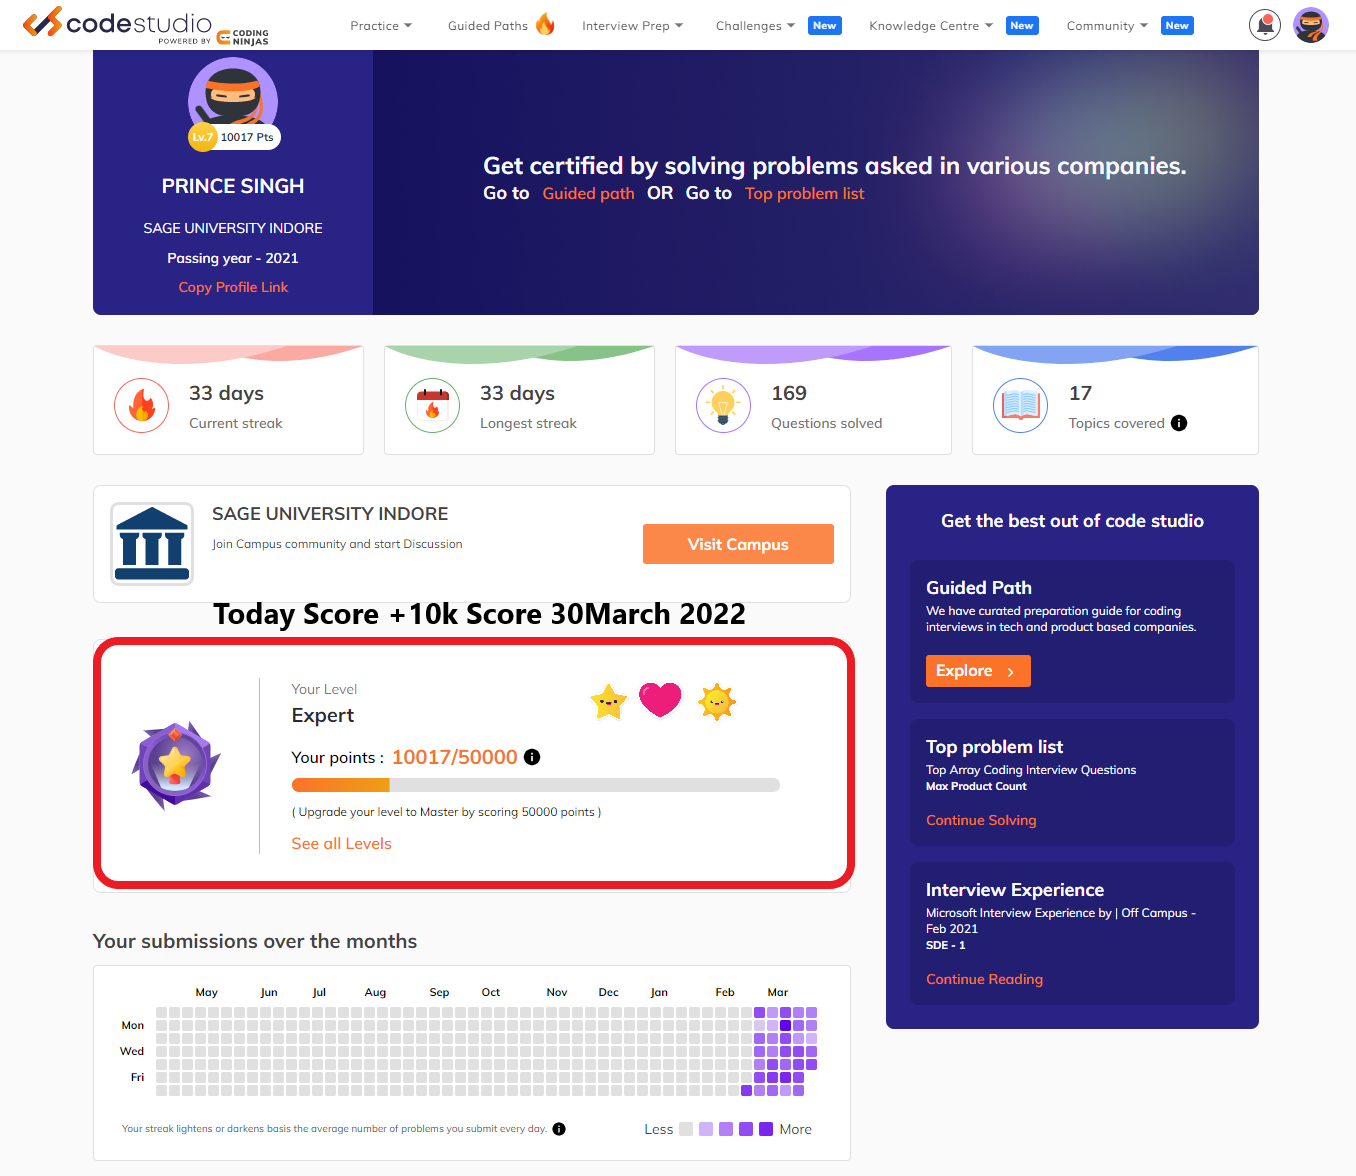 codestudio
POWERED BY CODING NINJAS
Practice
Guided Paths
Interview Prep
Challenges New
Knowledge Centre New
Community New
Lv.7 10017 Pts
PRINCE SINGH
SAGE UNIVERSITY INDORE
Passing year - 2021
Copy Profile Link
Get certified by solving problems asked in various companies.
Go to Guided path OR Go to Top problem list
33 days
Current streak
33 days
Longest streak
169
Questions solved
17
Topics covered
SAGE UNIVERSITY INDORE
Join Campus community and start Discussion
Visit Campus
Today Score +10k Score 30March 2022
Your Level
Expert
Your points : 10017/50000
( Upgrade your level to Master by scoring 50000 points )
See all Levels
Get the best out of code studio
Guided Path
We have curated preparation guide for coding
interviews in tech and product based companies.
Explore
Top problem list
Top Array Coding Interview Questions
Max Product Count
Continue Solving
Interview Experience
Microsoft Interview Experience by | Off Campus -
Feb 2021
SDE - 1
Continue Reading
Your submissions over the months
May Jun Jul Aug Sep Oct Nov Dec Jan Feb Mar
Mon
Wed
Fri
Your streak lightens or darkens basis the average number of problems you submit every day.
Less More